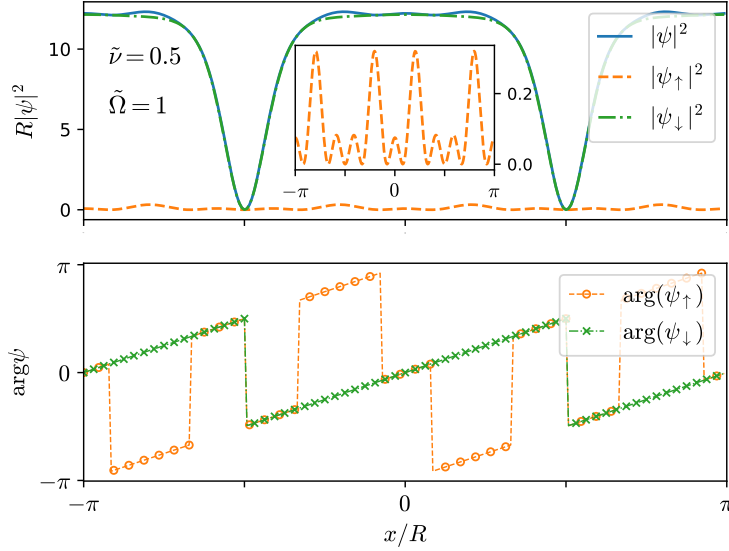 R|ψ|²
10
5
0
ν̃ = 0.5
Ω̃ = 1
0.2
0.0
−π
0
π
|ψ|²
|ψ↑|²
|ψ↓|²
argψ
π
0
−π
arg(ψ↑)
arg(ψ↓)
−π
0
π
x/R